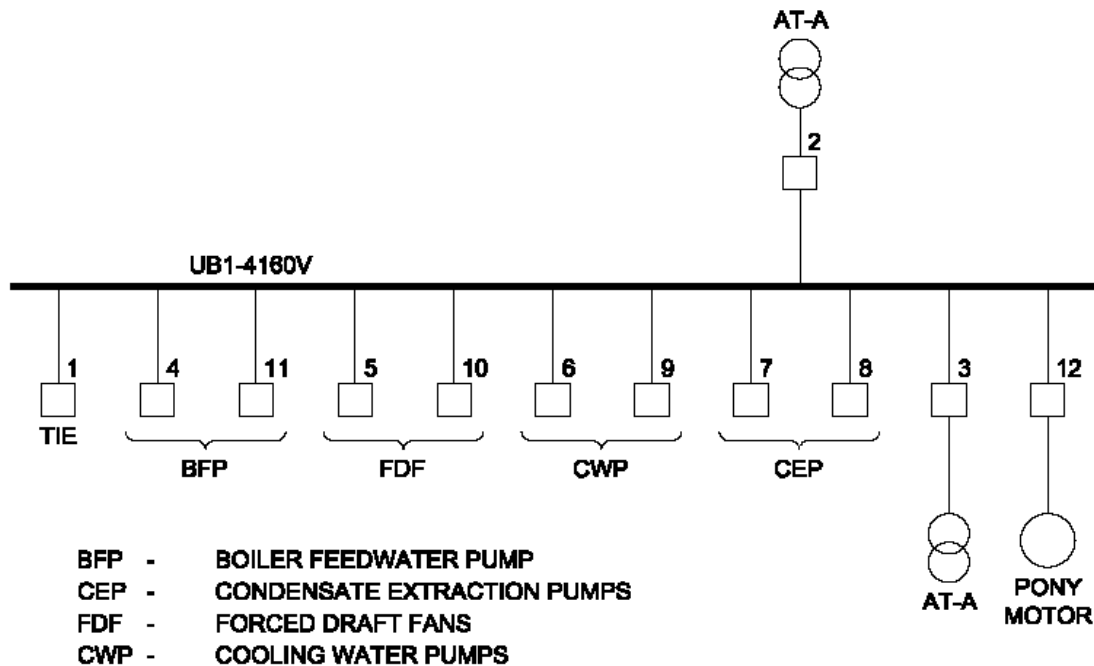 AT-A
2
UB1-4160V
1 4 11 5 10 6 9 7 8 3 12
TIE
BFP FDF CWP CEP
BFP - BOILER FEEDWATER PUMP
CEP - CONDENSATE EXTRACTION PUMPS
FDF - FORCED DRAFT FANS
CWP - COOLING WATER PUMPS
AT-A
PONY
MOTOR